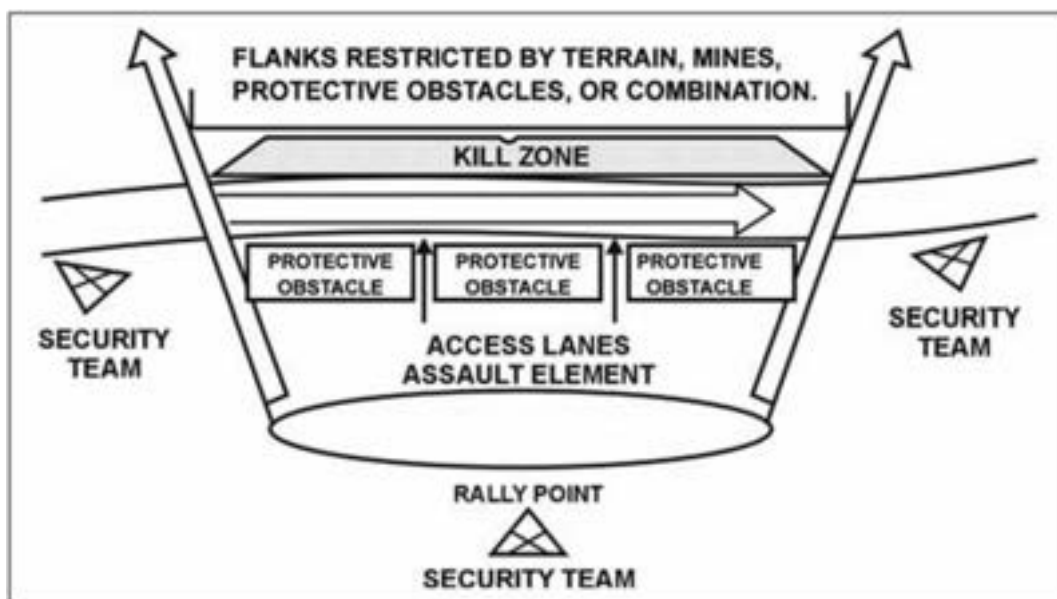 FLANKS RESTRICTED BY TERRAIN, MINES,
PROTECTIVE OBSTACLES, OR COMBINATION.
KILL ZONE
PROTECTIVE
OBSTACLE
PROTECTIVE
OBSTACLE
PROTECTIVE
OBSTACLE
SECURITY
TEAM
ACCESS LANES
ASSAULT ELEMENT
SECURITY
TEAM
RALLY POINT
SECURITY TEAM